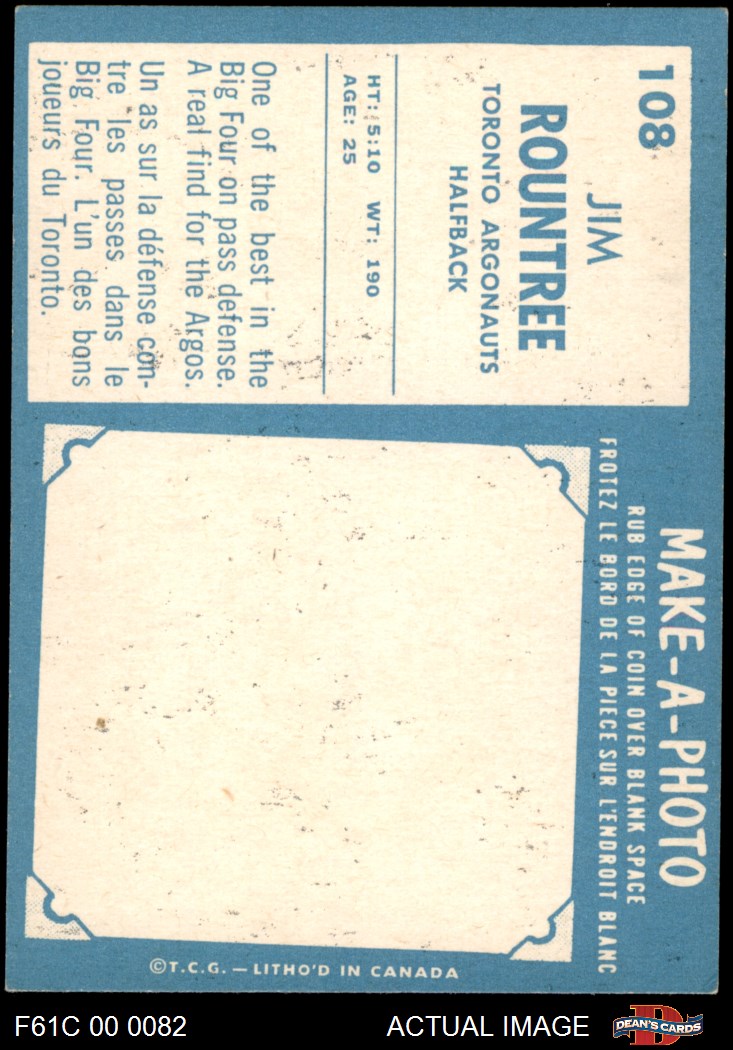 108
JIM
ROUNTREE
TORONTO ARGONAUTS
HALFBACK
HT: 5:10 WT: 190
AGE: 25
One of the best in the
Big Four on pass defense.
A real find for the Argos.
Un as sur la défense con-
tre les passes dans le
Big Four. L'un des bons
joueurs du Toronto.
MAKE-A-PHOTO
RUB EDGE OF COIN OVER BLANK SPACE
FROTEZ LE BORD DE LA PIECE SUR L'ENDROIT BLANC
©T.C.G. — LITHO'D IN CANADA
F61C 00 0082
ACTUAL IMAGE
D
DEAN'S CARDS